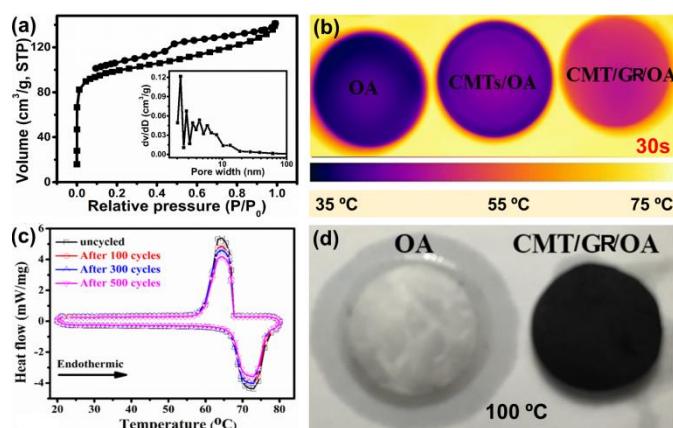 (a)
Volume (cm³/g, STP)
120
80
40
0
0.0 0.2 0.4 0.6 0.8 1.0
Relative pressure (P/P₀)
dv/dD (cm³/g)
0.12
0.09
0.06
0.03
0.00
10 100
Pore width (nm)
(b)
OA
CMTs/OA
CMT/GR/OA
30s
35 ºC 55 ºC 75 ºC
(c)
Heat flow (mW/mg)
6
4
2
0
-2
-4
uncycled
After 100 cycles
After 300 cycles
After 500 cycles
Endothermic
20 30 40 50 60 70 80
Temperature (ºC)
(d)
OA
CMT/GR/OA
100 ºC